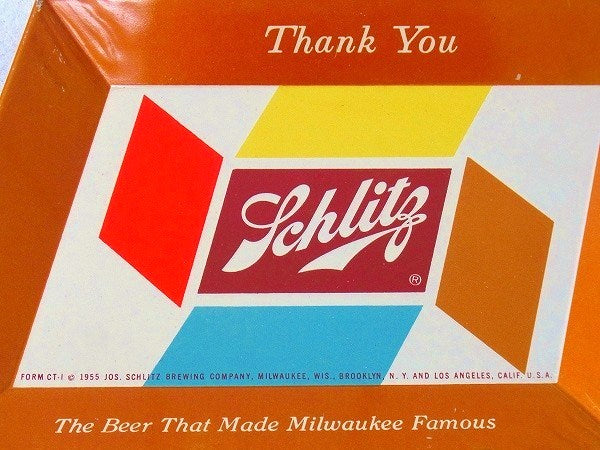 Thank You
Schlitz
®
FORM CT-1 © 1955 JOS. SCHLITZ BREWING COMPANY, MILWAUKEE, WIS., BROOKLYN, N. Y. AND LOS ANGELES, CALIF. U.S.A.
The Beer That Made Milwaukee Famous